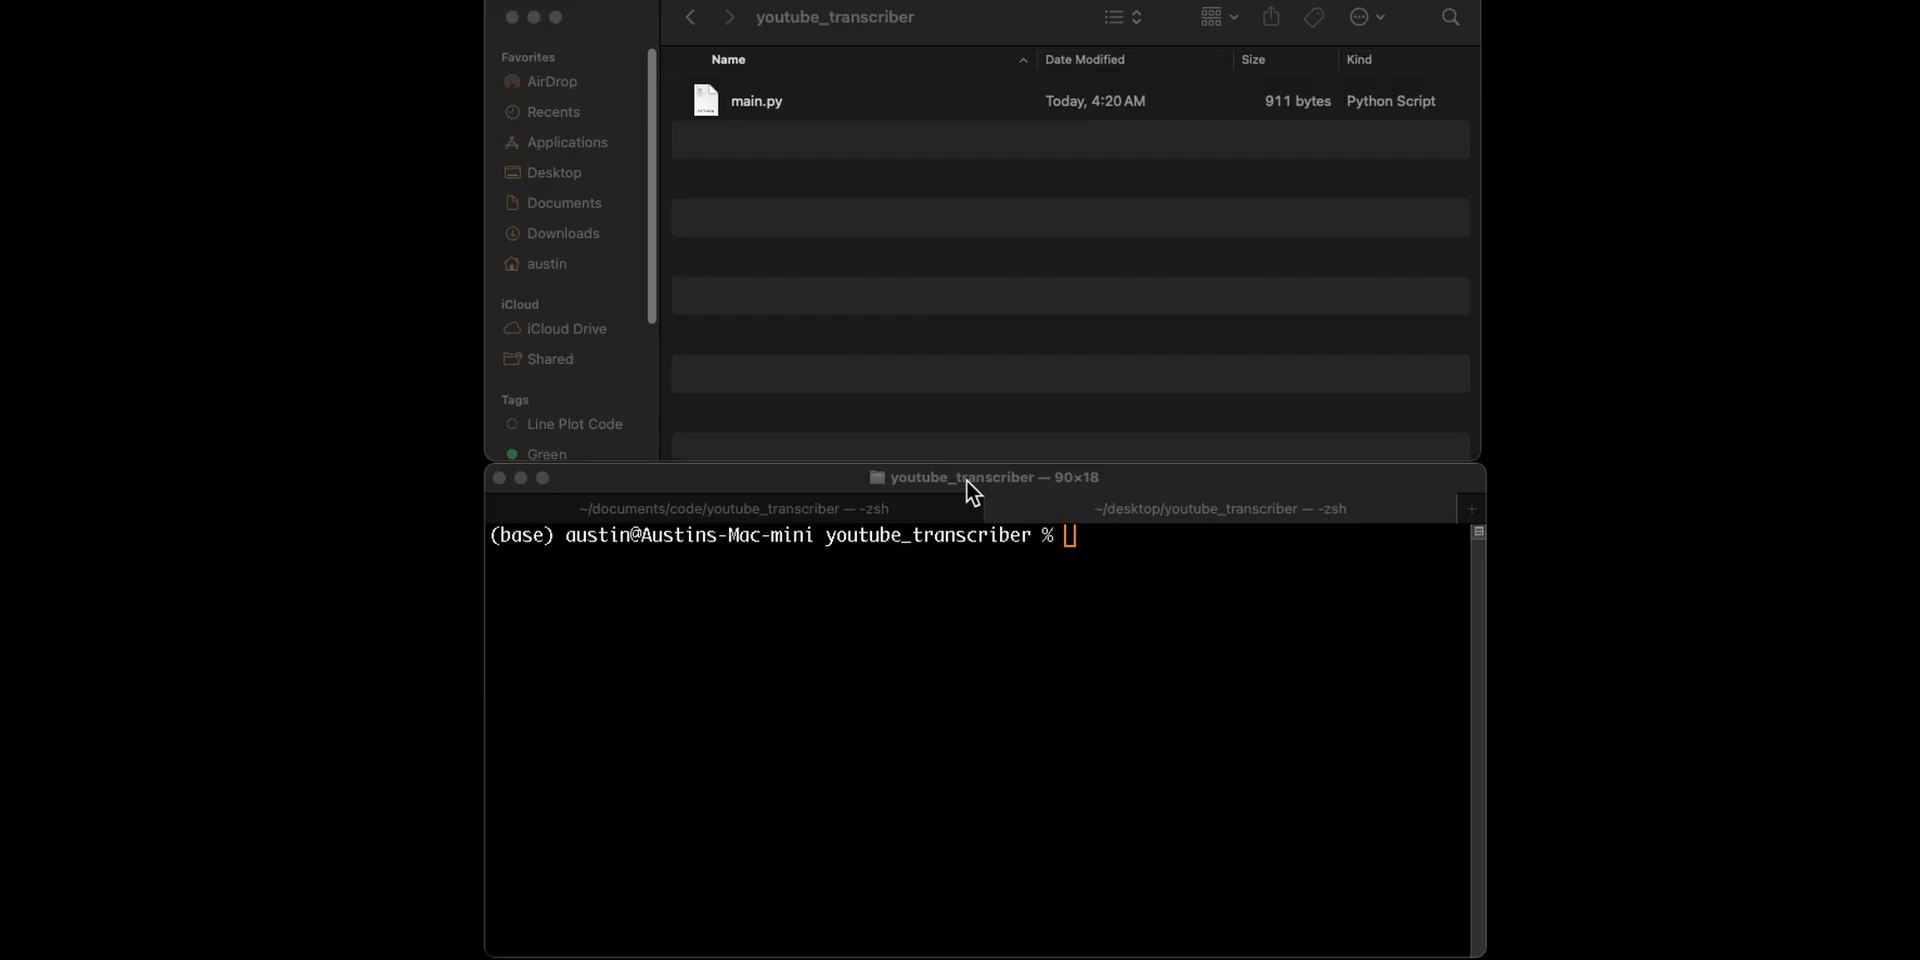 youtube_transcriber
Favorites
AirDrop
Recents
Applications
Desktop
Documents
Downloads
austin
iCloud
iCloud Drive
Shared
Tags
Line Plot Code
Green
Name Date Modified Size Kind
main.py Today, 4:20 AM 911 bytes Python Script
youtube_transcriber — 90×18
~/documents/code/youtube_transcriber — -zsh ~/desktop/youtube_transcriber — -zsh
(base) austin@Austins-Mac-mini youtube_transcriber %